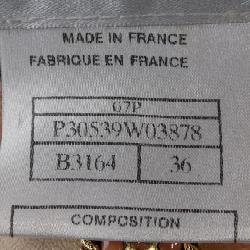 MADE IN FRANCE
FABRIQUE EN FRANCE
07P
P30539W03878
B3164 36
COMPOSITION